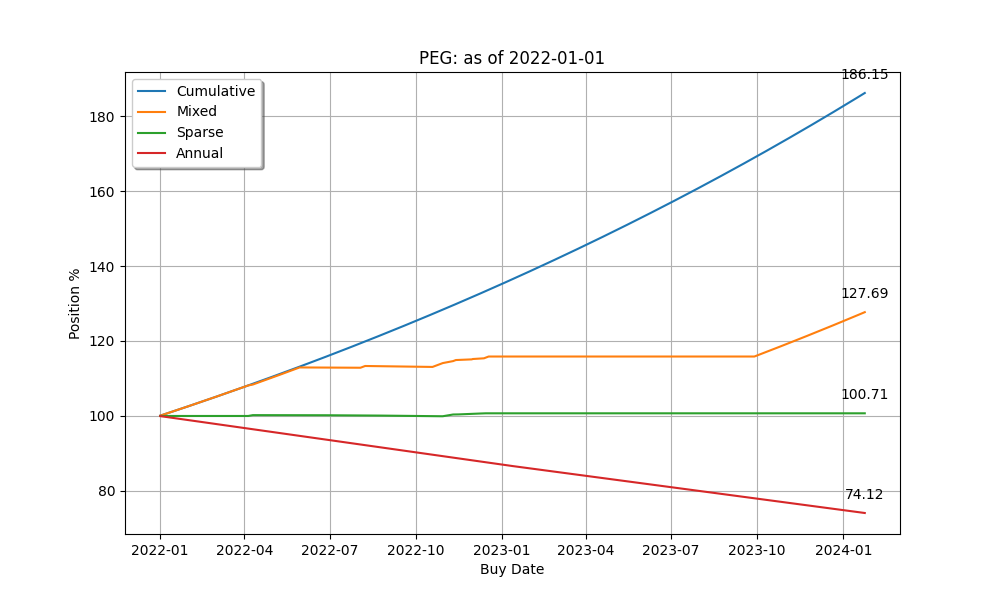 PEG: as of 2022-01-01
Cumulative
Mixed
Sparse
Annual
186.15
127.69
100.71
74.12
Position %
180
160
140
120
100
80
2022-01
2022-04
2022-07
2022-10
2023-01
2023-04
2023-07
2023-10
2024-01
Buy Date